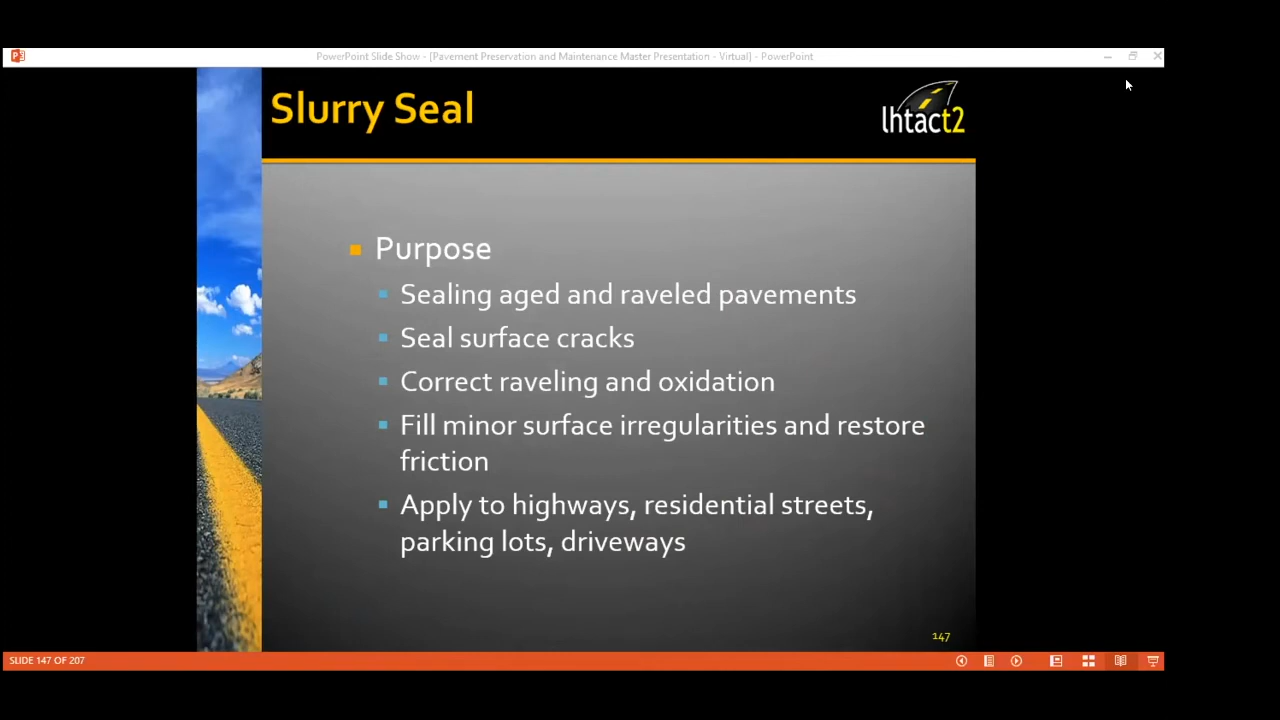 PowerPoint Slide Show - [Pavement Preservation and Maintenance Master Presentation - Virtual] - PowerPoint
Slurry Seal
lhtact2
Purpose
Sealing aged and raveled pavements
Seal surface cracks
Correct raveling and oxidation
Fill minor surface irregularities and restore
friction
Apply to highways, residential streets,
parking lots, driveways
147
SLIDE 147 OF 207